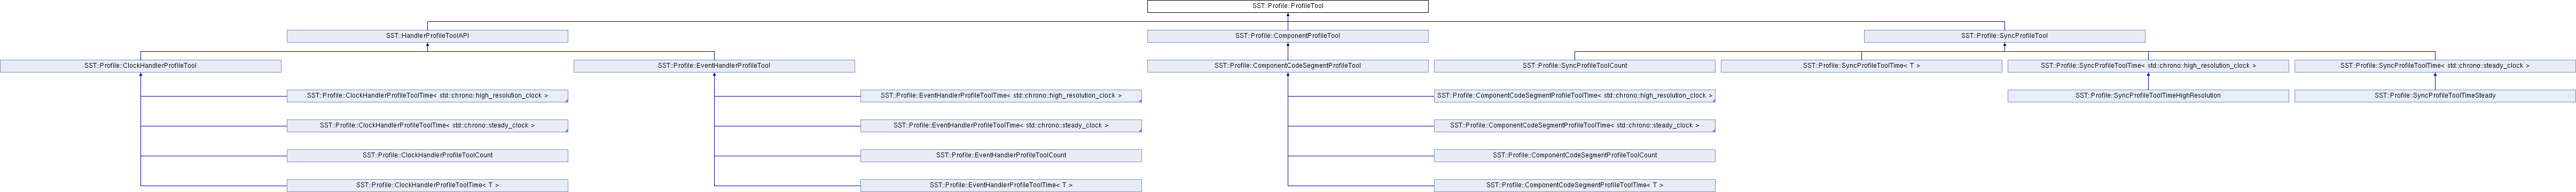 SST::Profile::ProfileTool
SST::HandlerProfileToolAPI
SST::Profile::ComponentProfileTool
SST::Profile::SyncProfileTool
SST::Profile::ClockHandlerProfileTool
SST::Profile::EventHandlerProfileTool
SST::Profile::ComponentCodeSegmentProfileTool
SST::Profile::SyncProfileToolCount
SST::Profile::SyncProfileToolTime< T >
SST::Profile::SyncProfileToolTime< std::chrono::high_resolution_clock >
SST::Profile::SyncProfileToolTime< std::chrono::steady_clock >
SST::Profile::ClockHandlerProfileToolTime< std::chrono::high_resolution_clock >
SST::Profile::EventHandlerProfileToolTime< std::chrono::high_resolution_clock >
SST::Profile::ComponentCodeSegmentProfileToolTime< std::chrono::high_resolution_clock >
SST::Profile::SyncProfileToolTimeHighResolution
SST::Profile::SyncProfileToolTimeSteady
SST::Profile::ClockHandlerProfileToolTime< std::chrono::steady_clock >
SST::Profile::EventHandlerProfileToolTime< std::chrono::steady_clock >
SST::Profile::ComponentCodeSegmentProfileToolTime< std::chrono::steady_clock >
SST::Profile::ClockHandlerProfileToolCount
SST::Profile::EventHandlerProfileToolCount
SST::Profile::ComponentCodeSegmentProfileToolCount
SST::Profile::ClockHandlerProfileToolTime< T >
SST::Profile::EventHandlerProfileToolTime< T >
SST::Profile::ComponentCodeSegmentProfileToolTime< T >